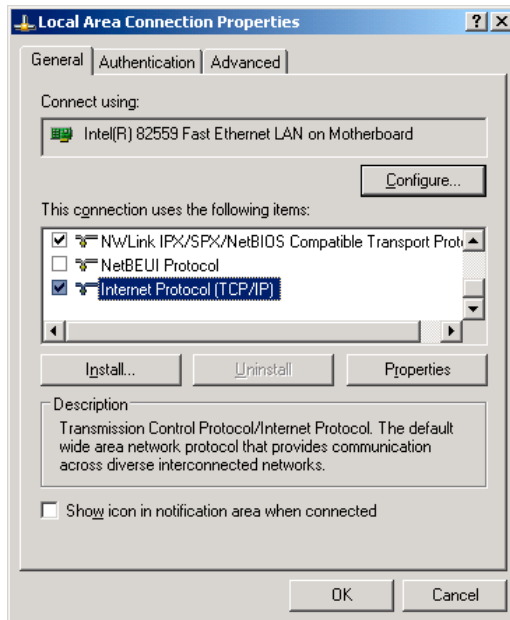 Local Area Connection Properties
General Authentication Advanced
Connect using:
Intel(R) 82559 Fast Ethernet LAN on Motherboard
Configure...
This connection uses the following items:
NWLink IPX/SPX/NetBIOS Compatible Transport Prot
NetBEUI Protocol
Internet Protocol (TCP/IP)
Install... Uninstall Properties
Description
Transmission Control Protocol/Internet Protocol. The default
wide area network protocol that provides communication
across diverse interconnected networks.
Show icon in notification area when connected
OK Cancel